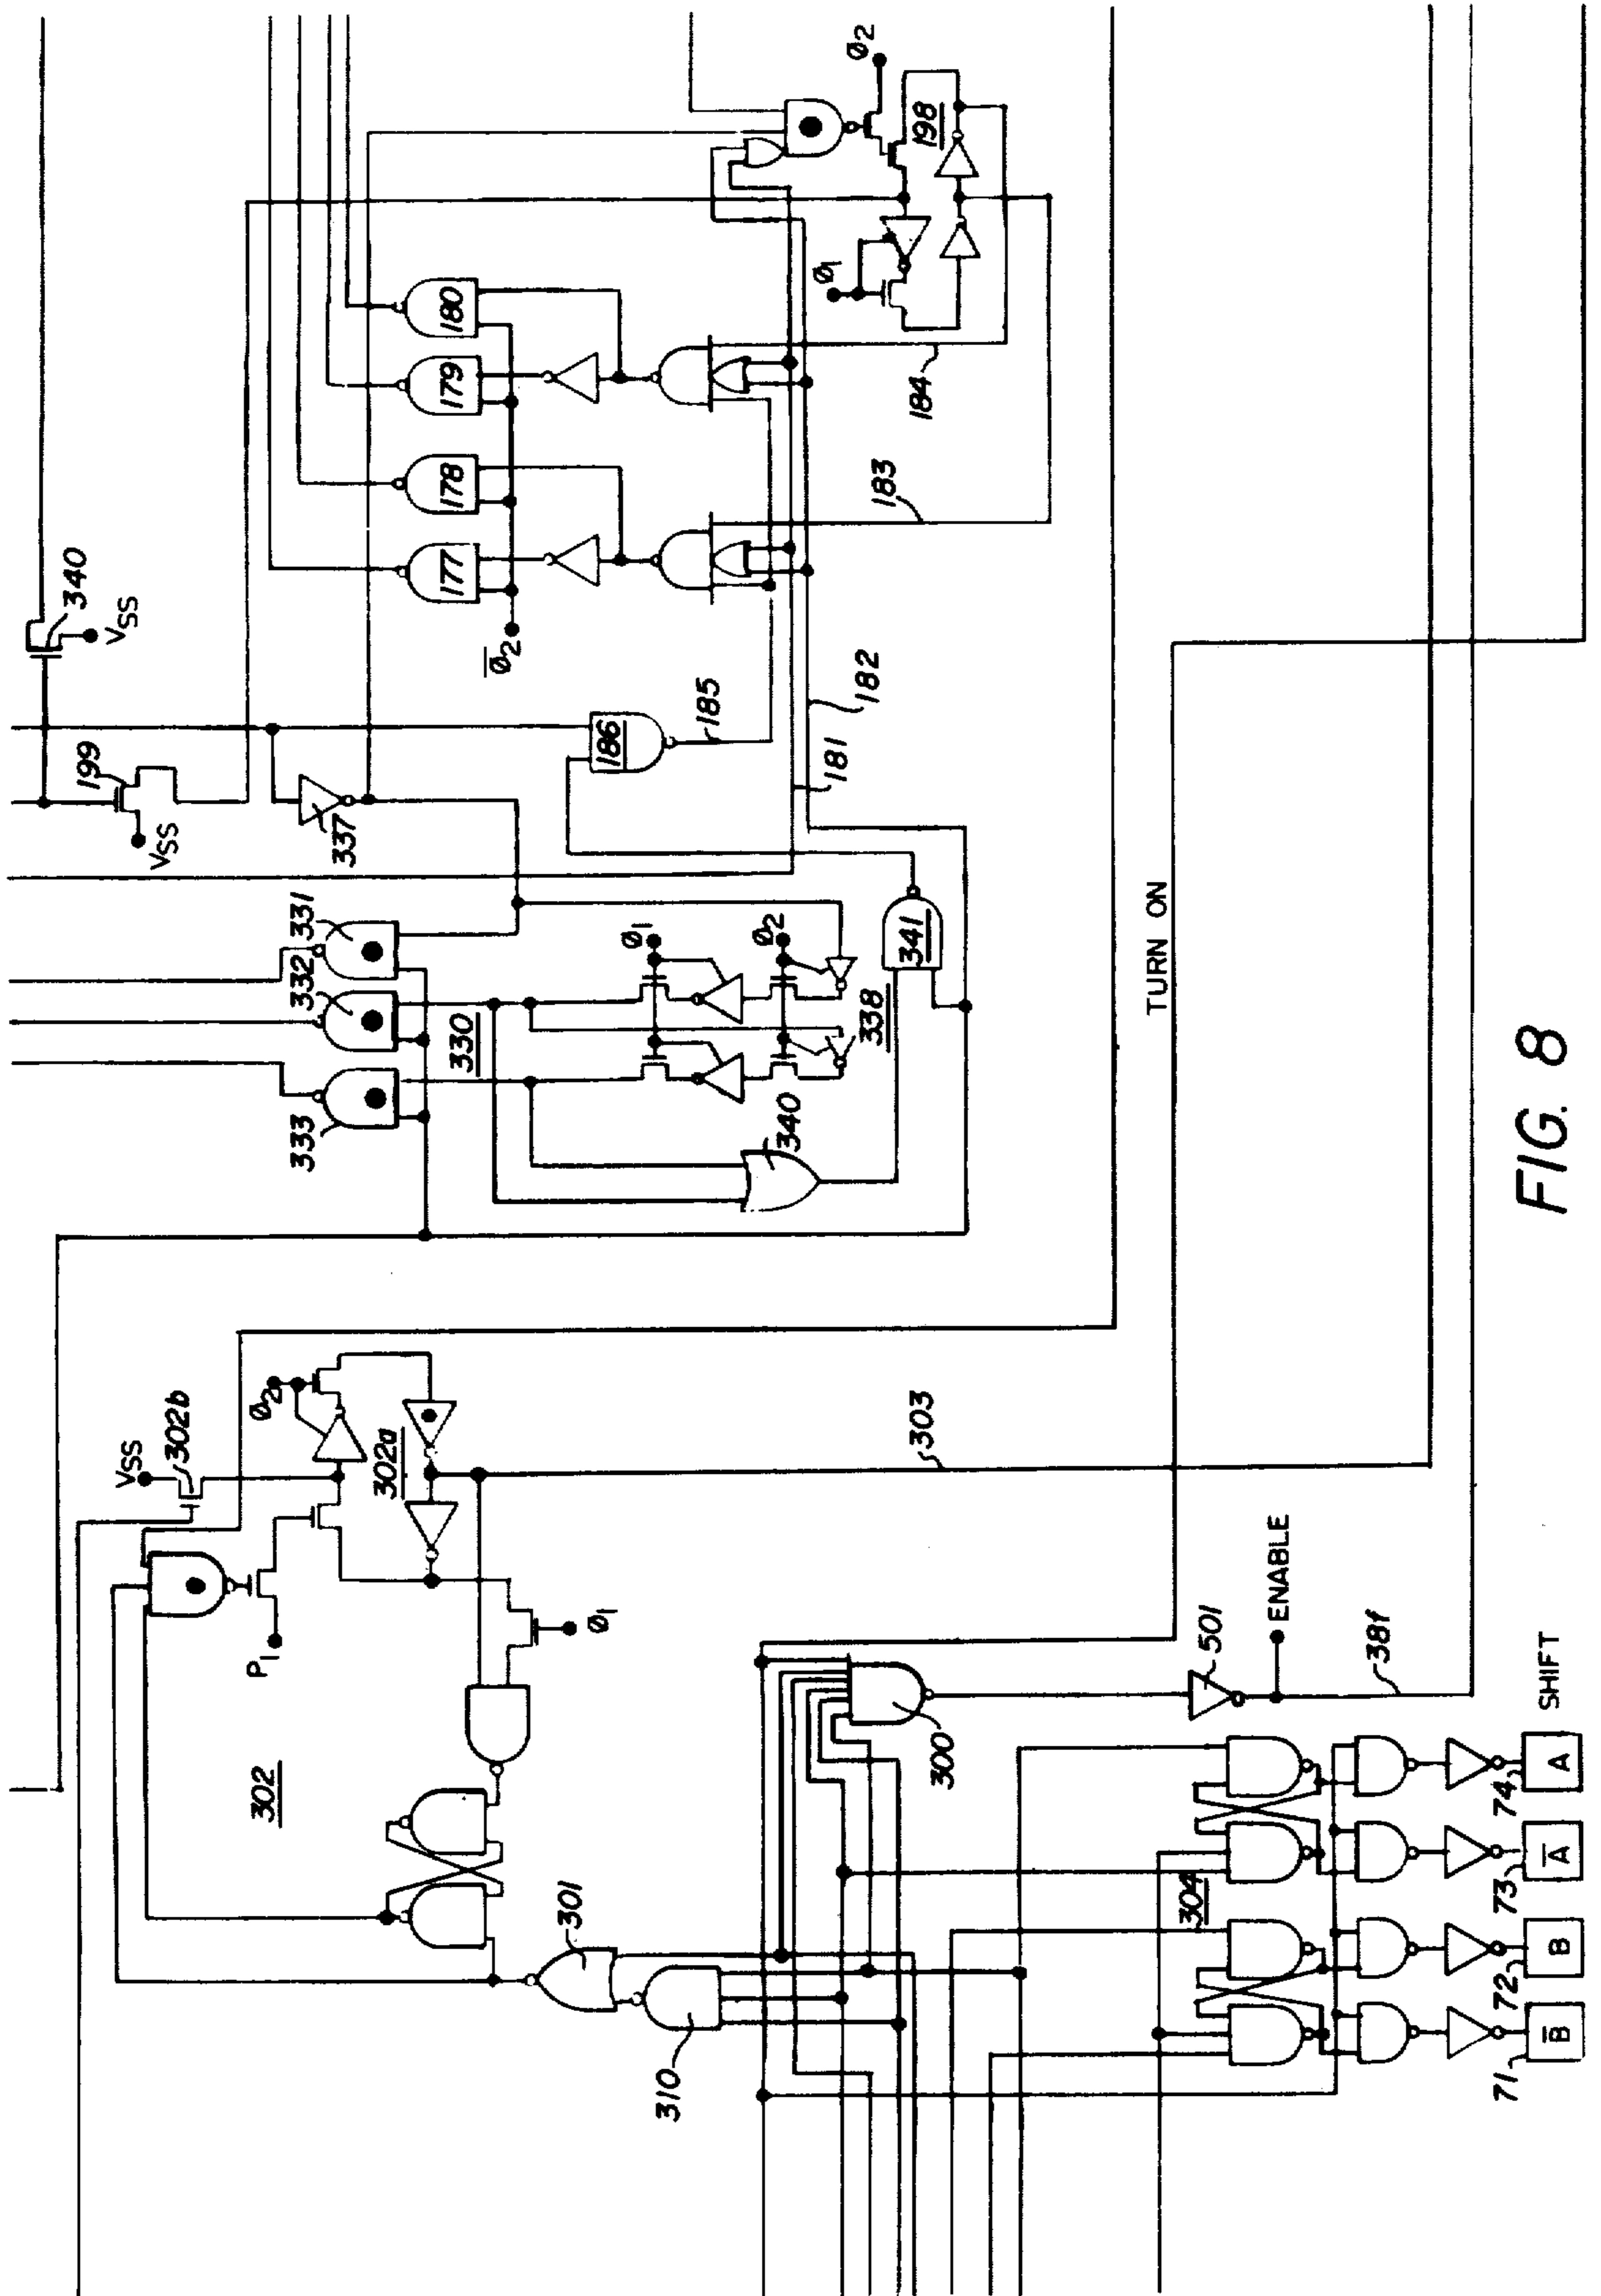 340
VSS
199
VSS
337
331
332
333
330
Ø1
Ø2
338
340
341
186
185
181
182
Ø̅2
177
178
179
180
183
184
Ø1
Ø2
198
VSS
302b
Ø2
302a
P1
Ø1
302
303
301
310
300
501
ENABLE
38f
TURN ON
304
71
B̅
72
B
73
A̅
74
A
SHIFT
FIG. 8